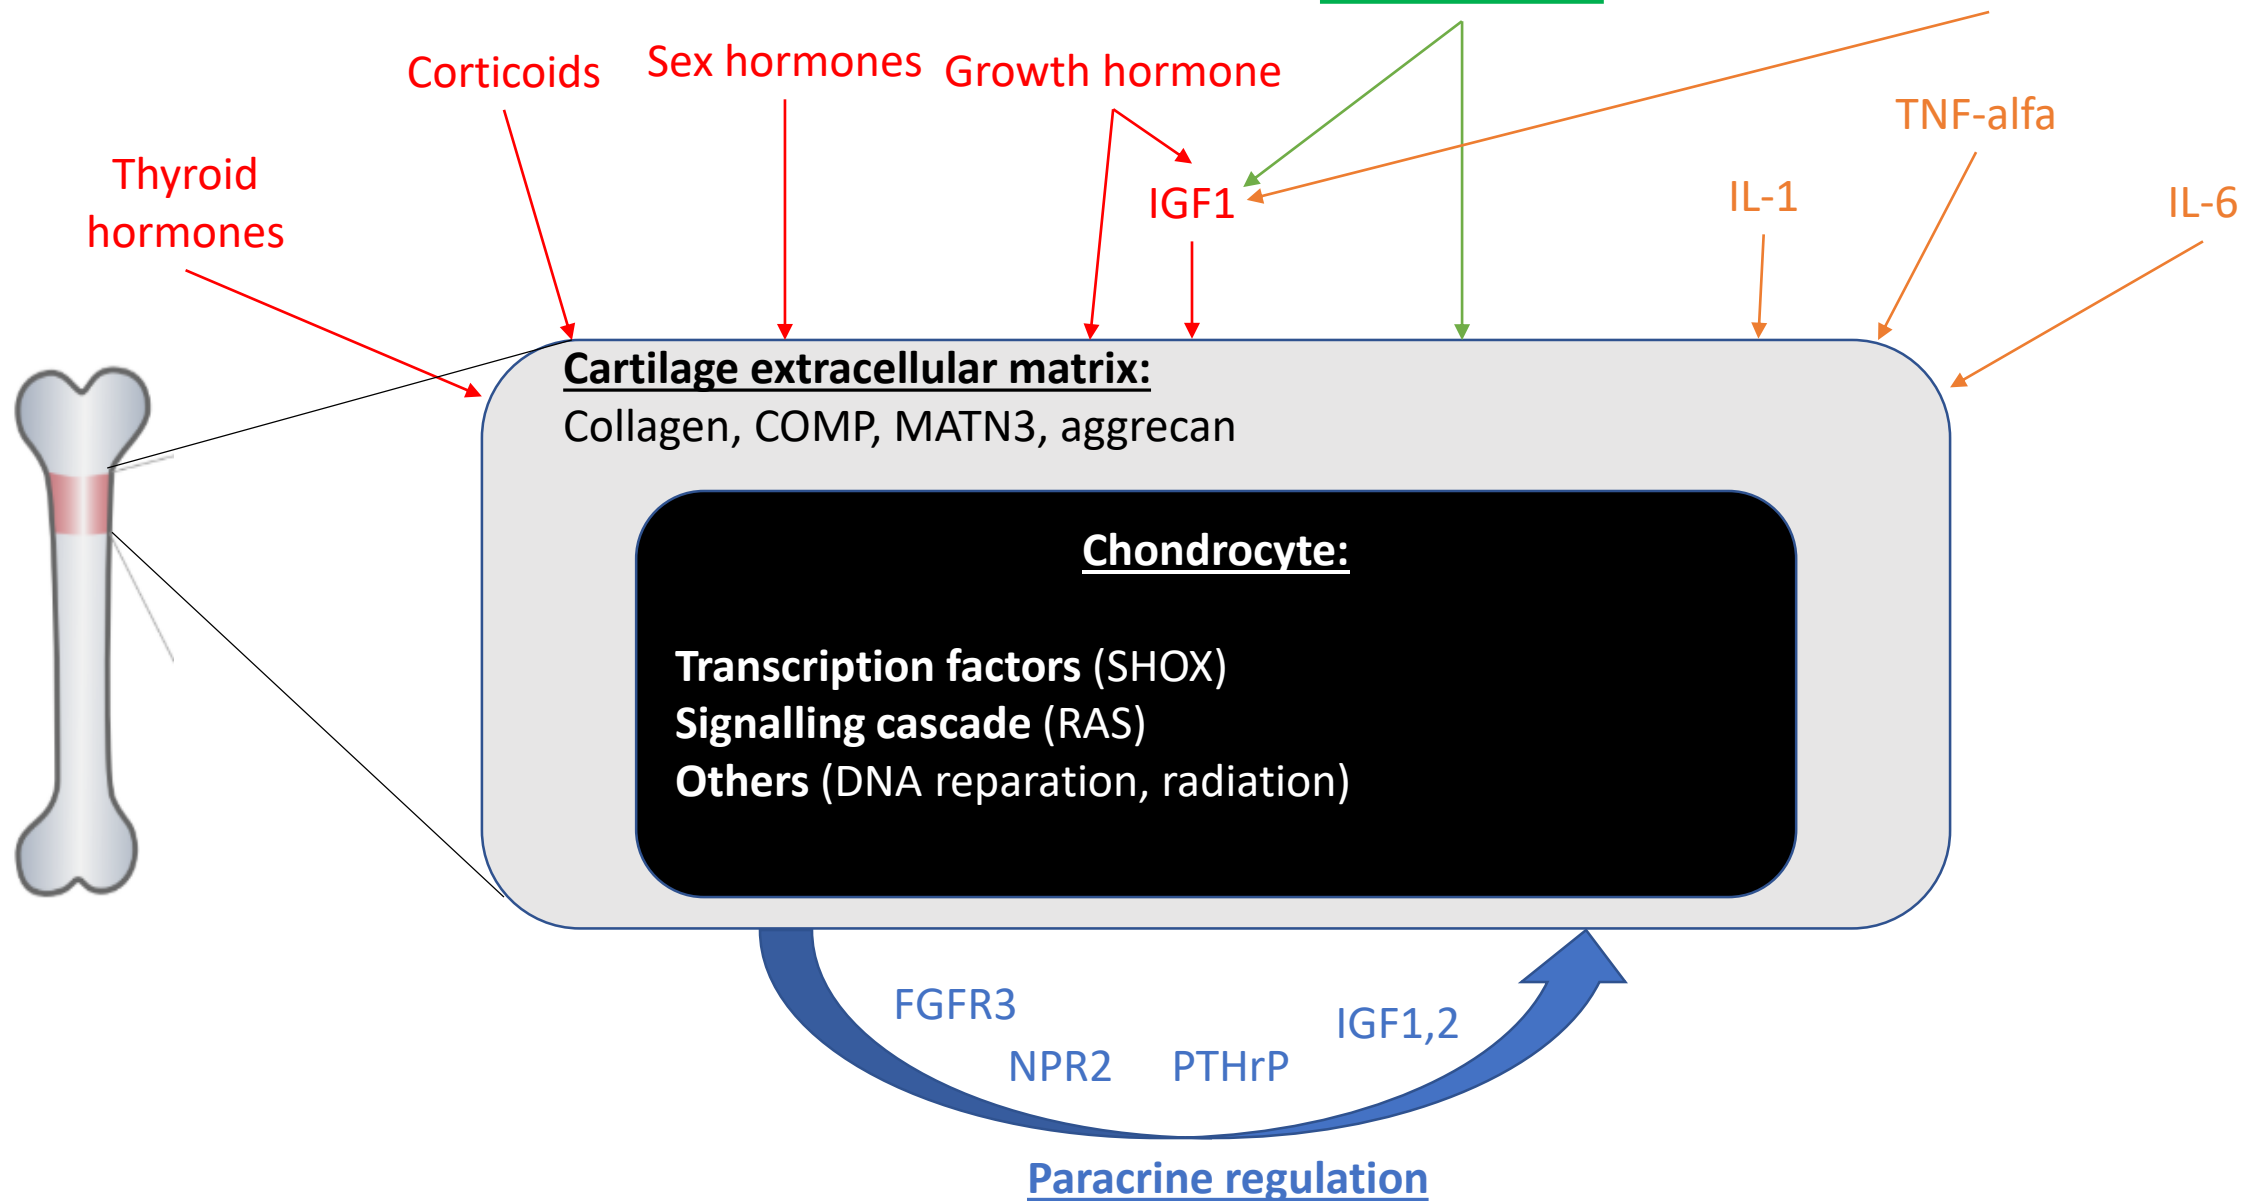 Corticoids
Sex hormones
Growth hormone
TNF-alfa
Thyroid
hormones
IGF1
IL-1
IL-6
Cartilage extracellular matrix:
Collagen, COMP, MATN3, aggrecan
Chondrocyte:
Transcription factors (SHOX)
Signalling cascade (RAS)
Others (DNA reparation, radiation)
FGFR3
IGF1,2
NPR2
PTHrP
Paracrine regulation